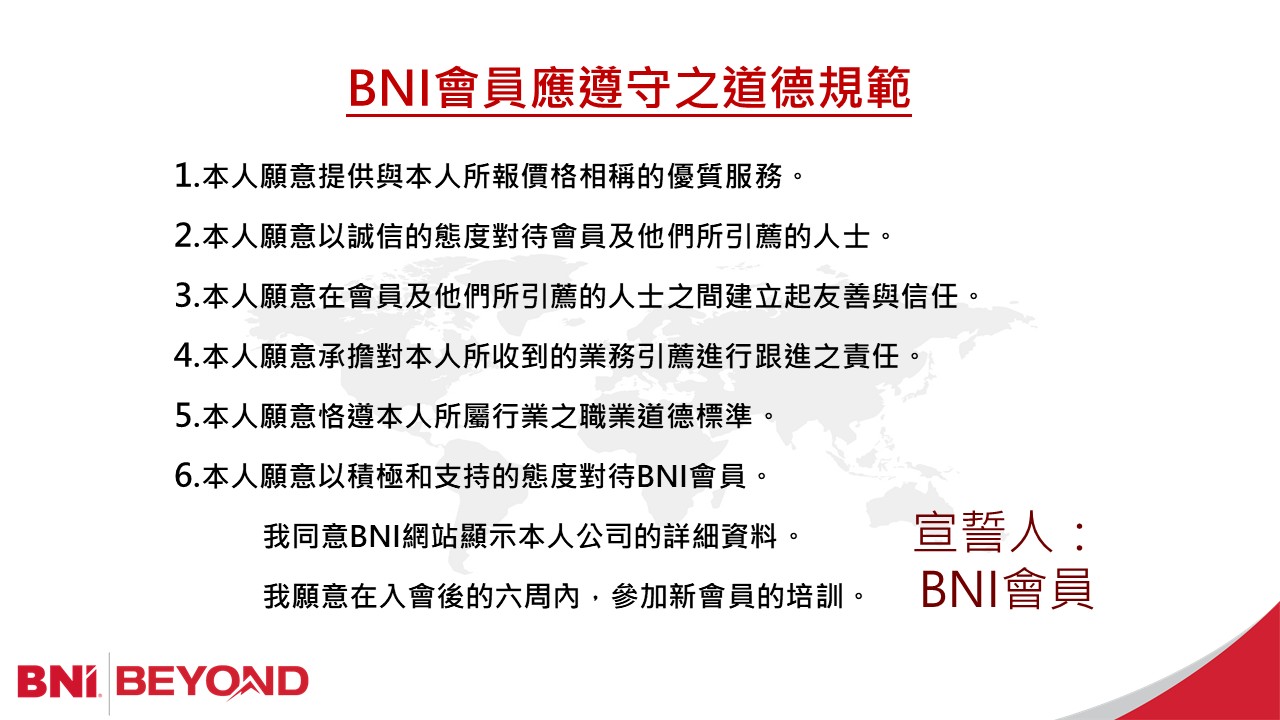 BNI會員應遵守之道德規範
1.本人願意提供與本人所報價格相稱的優質服務。
2.本人願意以誠信的態度對待會員及他們所引薦的人士。
3.本人願意在會員及他們所引薦的人士之間建立起友善與信任。
4.本人願意承擔對本人所收到的業務引薦進行跟進之責任。
5.本人願意恪遵本人所屬行業之職業道德標準。
6.本人願意以積極和支持的態度對待BNI會員。
我同意BNI網站顯示本人公司的詳細資料。
我願意在入會後的六周內，參加新會員的培訓。
宣誓人：
BNI會員
BNI® BEYOND